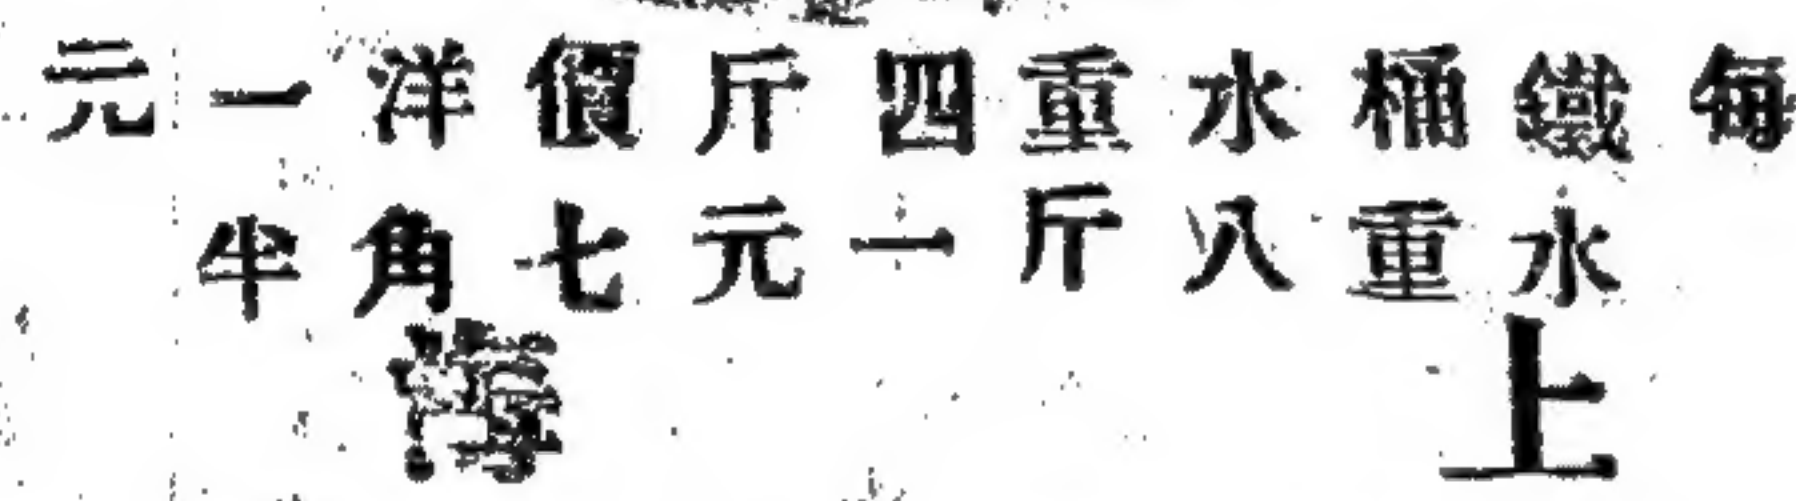 每鐵桶水重四斤價洋一元
水重八斤一元七角半
上海